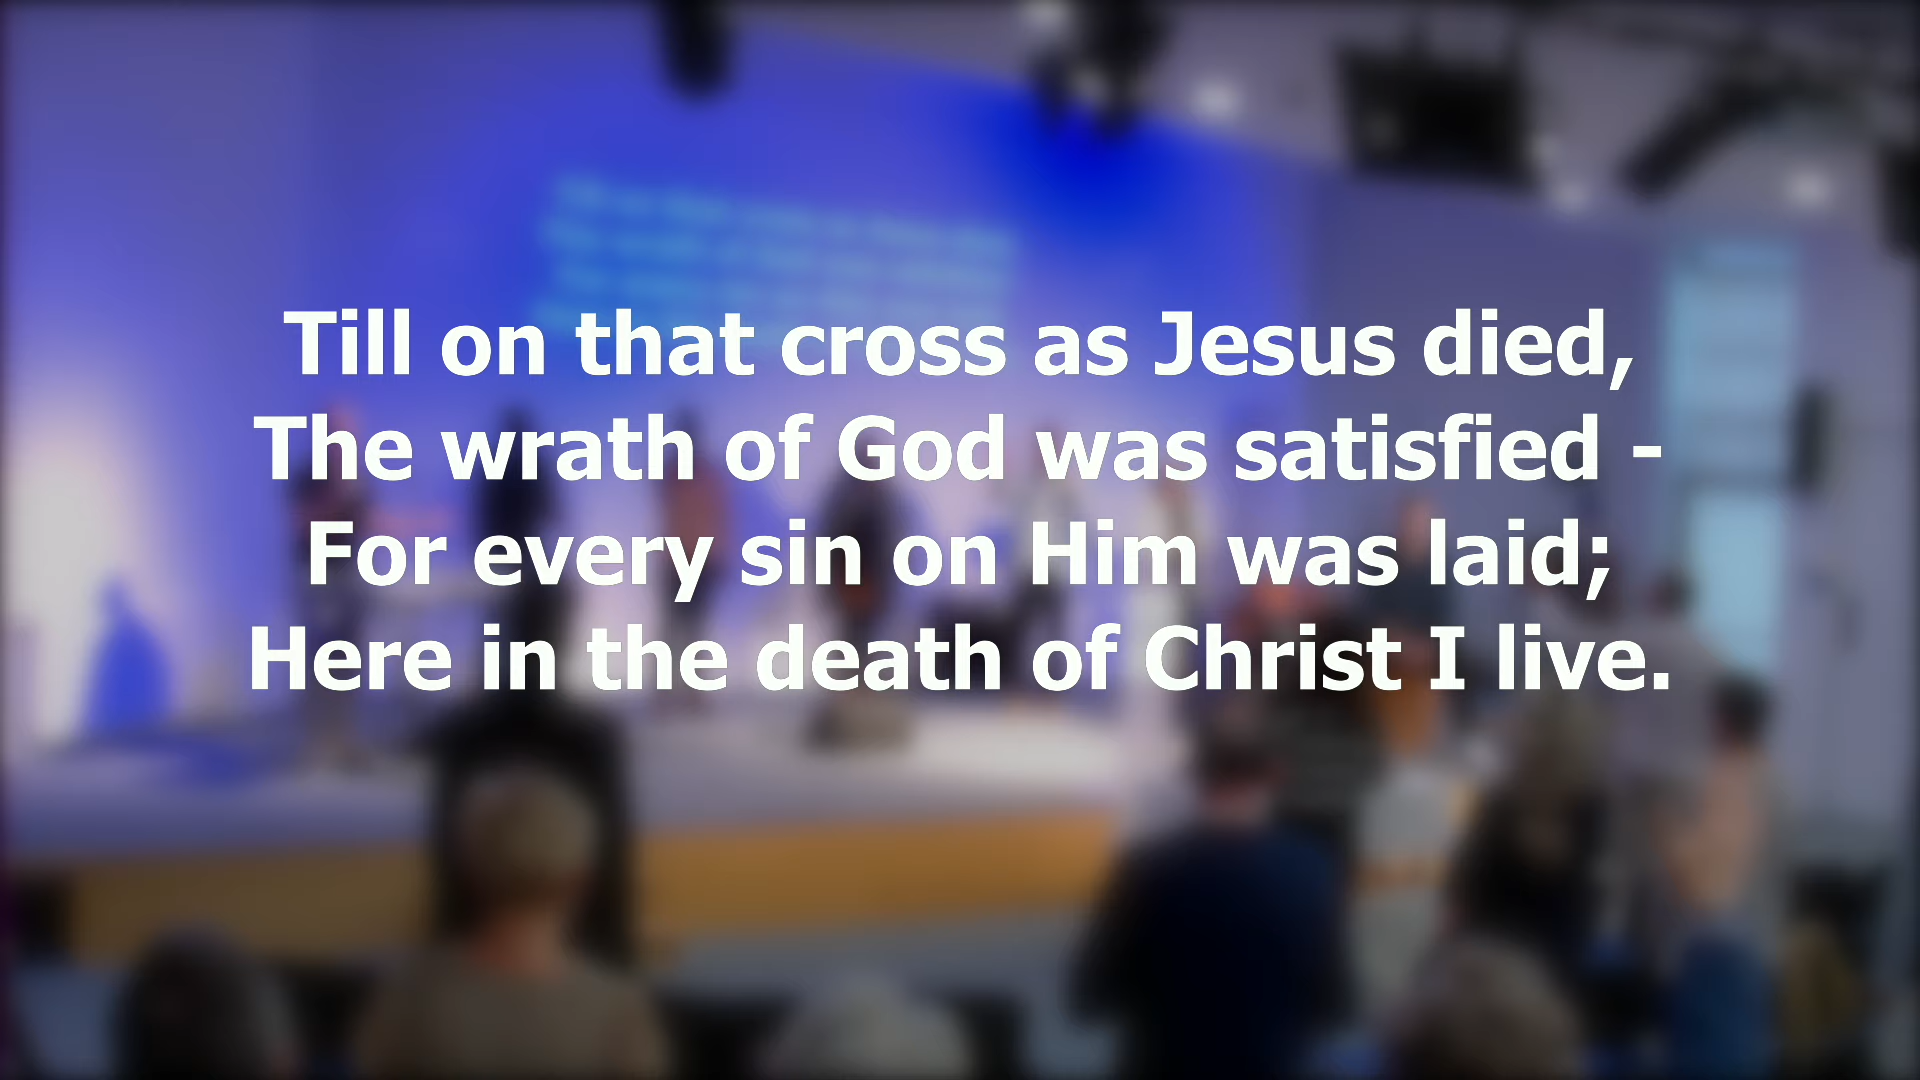 Till on that cross as Jesus died,
The wrath of God was satisfied -
For every sin on Him was laid;
Here in the death of Christ I live.